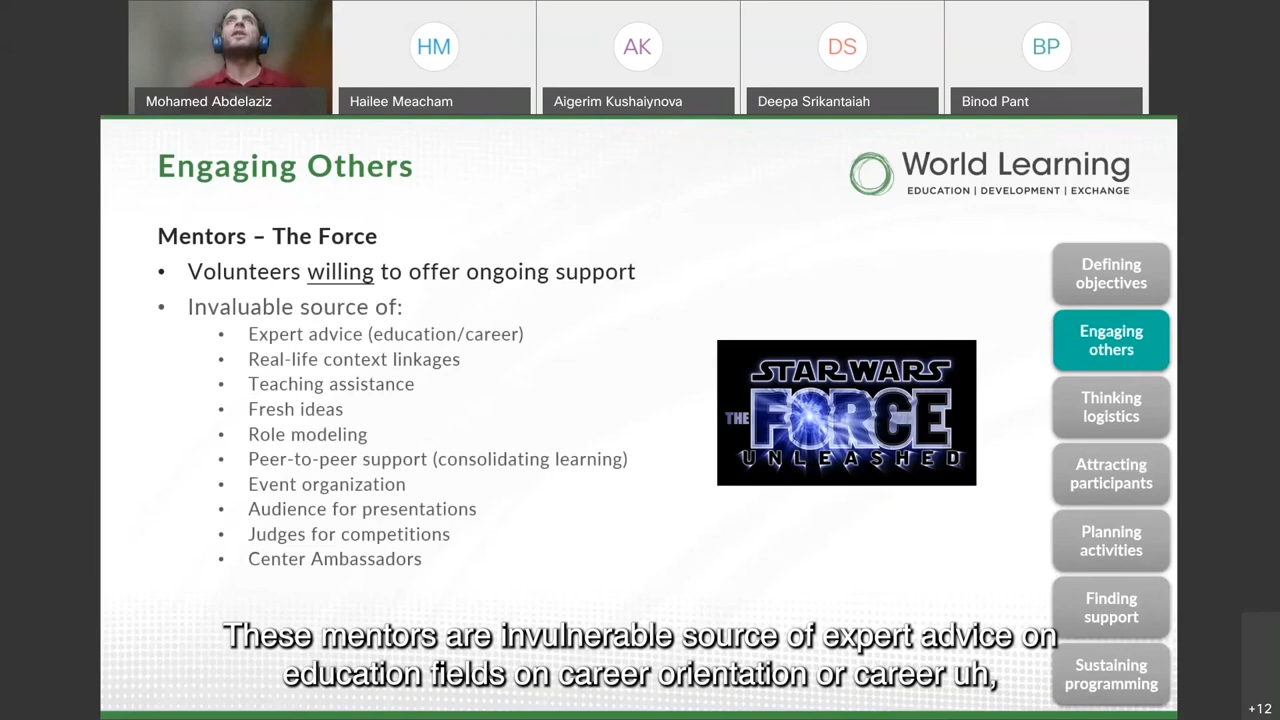 HM
AK
DS
BP
Mohamed Abdelaziz
Hailee Meacham
Aigerim Kushaiynova
Deepa Srikantaiah
Binod Pant
Engaging Others
World Learning
EDUCATION | DEVELOPMENT | EXCHANGE
Mentors – The Force
• Volunteers willing to offer ongoing support
• Invaluable source of:
• Expert advice (education/career)
• Real-life context linkages
• Teaching assistance
• Fresh ideas
• Role modeling
• Peer-to-peer support (consolidating learning)
• Event organization
• Audience for presentations
• Judges for competitions
• Center Ambassadors
STAR WARS
THE FORCE
UNLEASHED
Defining
objectives
Engaging
others
Thinking
logistics
Attracting
participants
Planning
activities
Finding
support
Sustaining
programming
These mentors are invulnerable source of expert advice on
education fields on career orientation or career uh,
+12